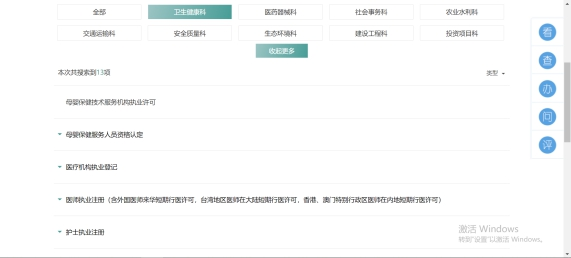 全部 卫生健康科 医药器械科 社会事务科 农业水利科
交通运输科 安全质量科 生态环境科 建设工程科 投资项目科
收起更多
本次共搜索到13项 类型
母婴保健技术服务机构执业许可
母婴保健服务人员资格认定
医疗机构执业登记
医师执业注册（含外国医师来华短期行医许可，台湾地区医师在大陆短期行医许可，香港、澳门特别行政区医师在内地短期行医许可）
护士执业注册
看
查
办
问
评
激活 Windows
转到"设置"以激活 Windows。